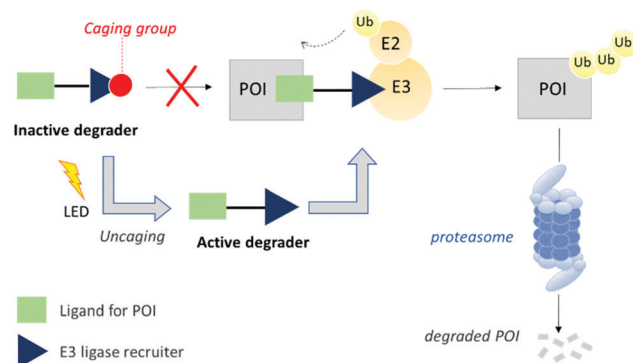 Caging group
Ub
E2
E3
POI
Ub
Ub
Ub
POI
Inactive degrader
LED
Uncaging
Active degrader
proteasome
Ligand for POI
E3 ligase recruiter
degraded POI